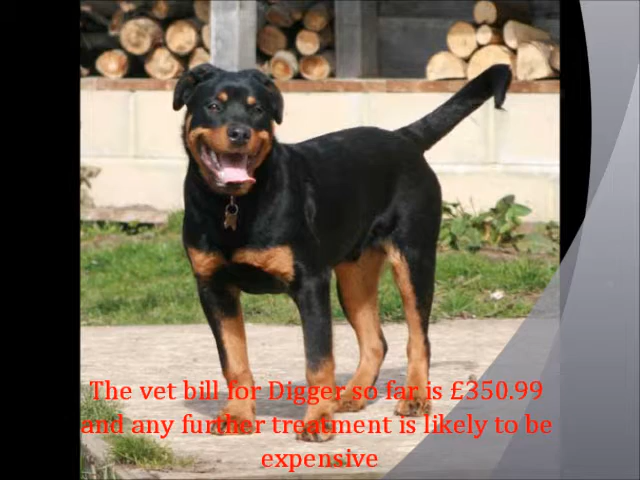 The vet bill for Digger so far is £350.99
and any further treatment is likely to be
expensive